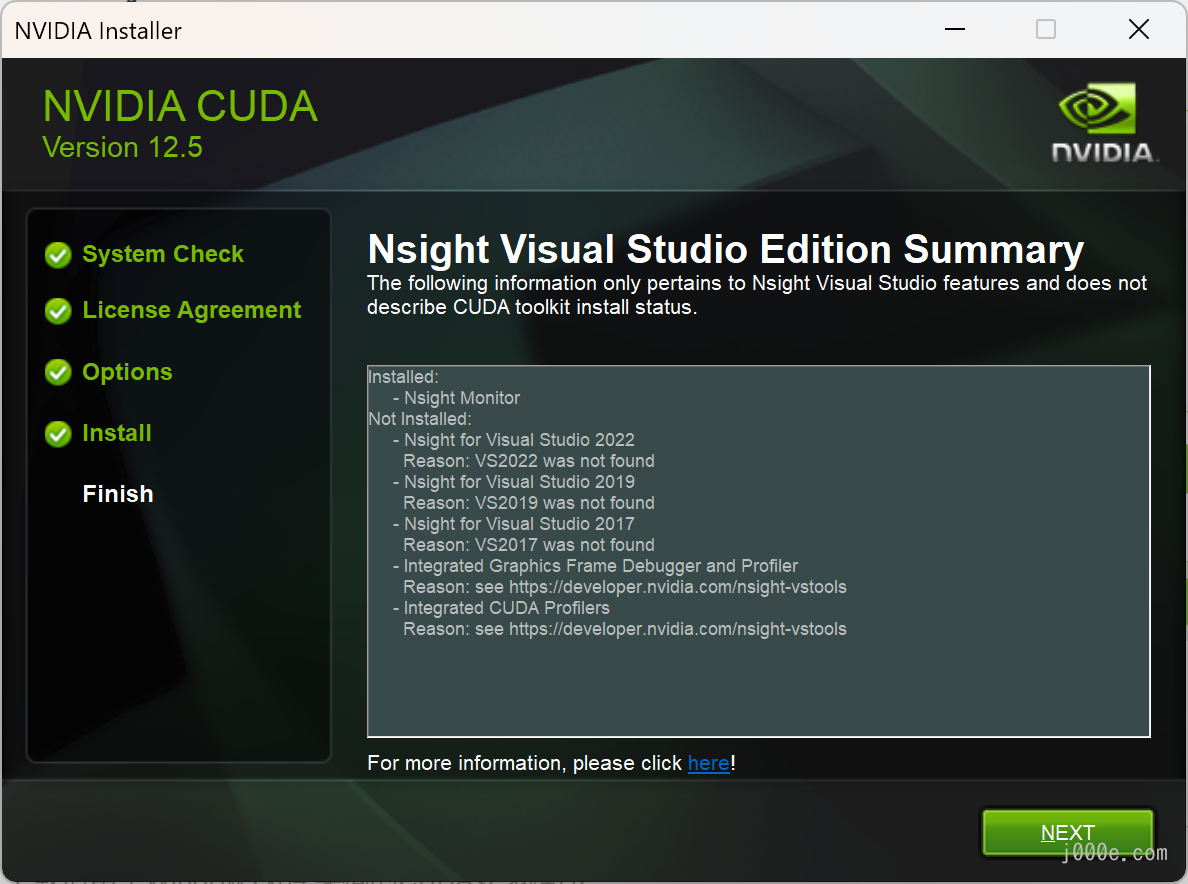 NVIDIA Installer
NVIDIA CUDA
Version 12.5
NVIDIA.
System Check
License Agreement
Options
Install
Finish
Nsight Visual Studio Edition Summary
The following information only pertains to Nsight Visual Studio features and does not
describe CUDA toolkit install status.
Installed:
- Nsight Monitor
Not Installed:
- Nsight for Visual Studio 2022
Reason: VS2022 was not found
- Nsight for Visual Studio 2019
Reason: VS2019 was not found
- Nsight for Visual Studio 2017
Reason: VS2017 was not found
- Integrated Graphics Frame Debugger and Profiler
Reason: see https://developer.nvidia.com/nsight-vstools
- Integrated CUDA Profilers
Reason: see https://developer.nvidia.com/nsight-vstools
For more information, please click here!
NEXT
j000e.com